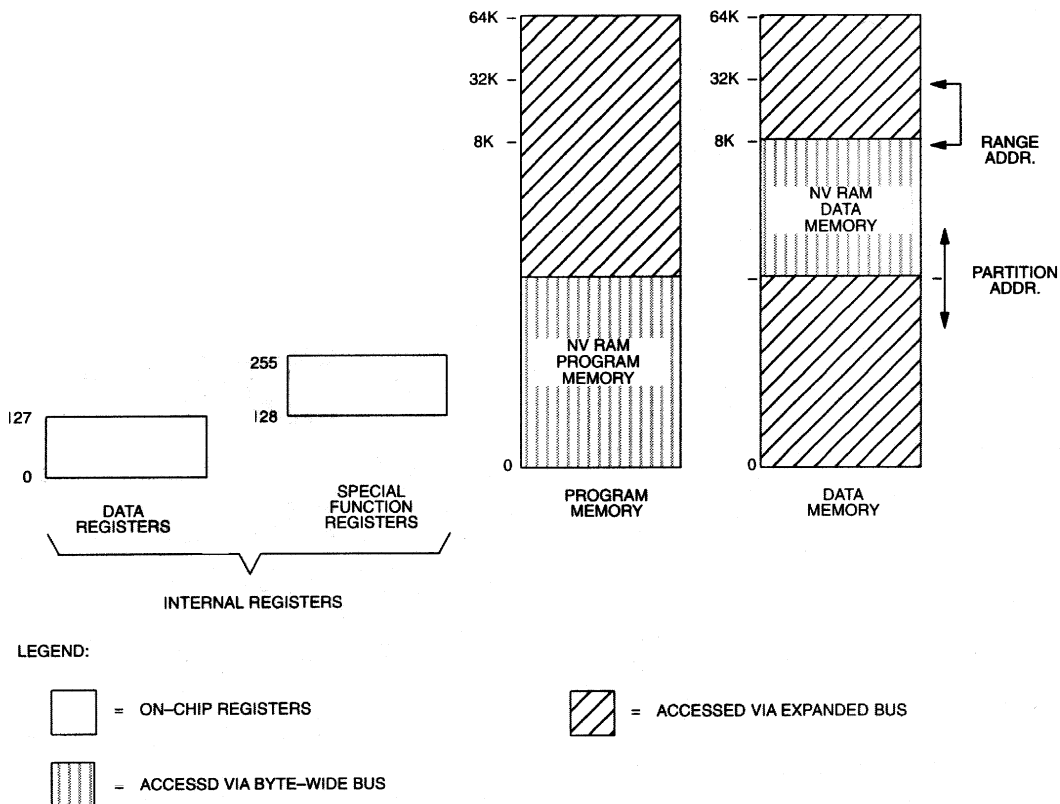 64K
32K
8K
NV RAM
PROGRAM
MEMORY
0
PROGRAM
MEMORY
64K
32K
8K
NV RAM
DATA
MEMORY
0
DATA
MEMORY
RANGE
ADDR.
PARTITION
ADDR.
127
0
DATA
REGISTERS
255
128
SPECIAL
FUNCTION
REGISTERS
INTERNAL REGISTERS
LEGEND:
= ON–CHIP REGISTERS
= ACCESSED VIA EXPANDED BUS
= ACCESSD VIA BYTE–WIDE BUS